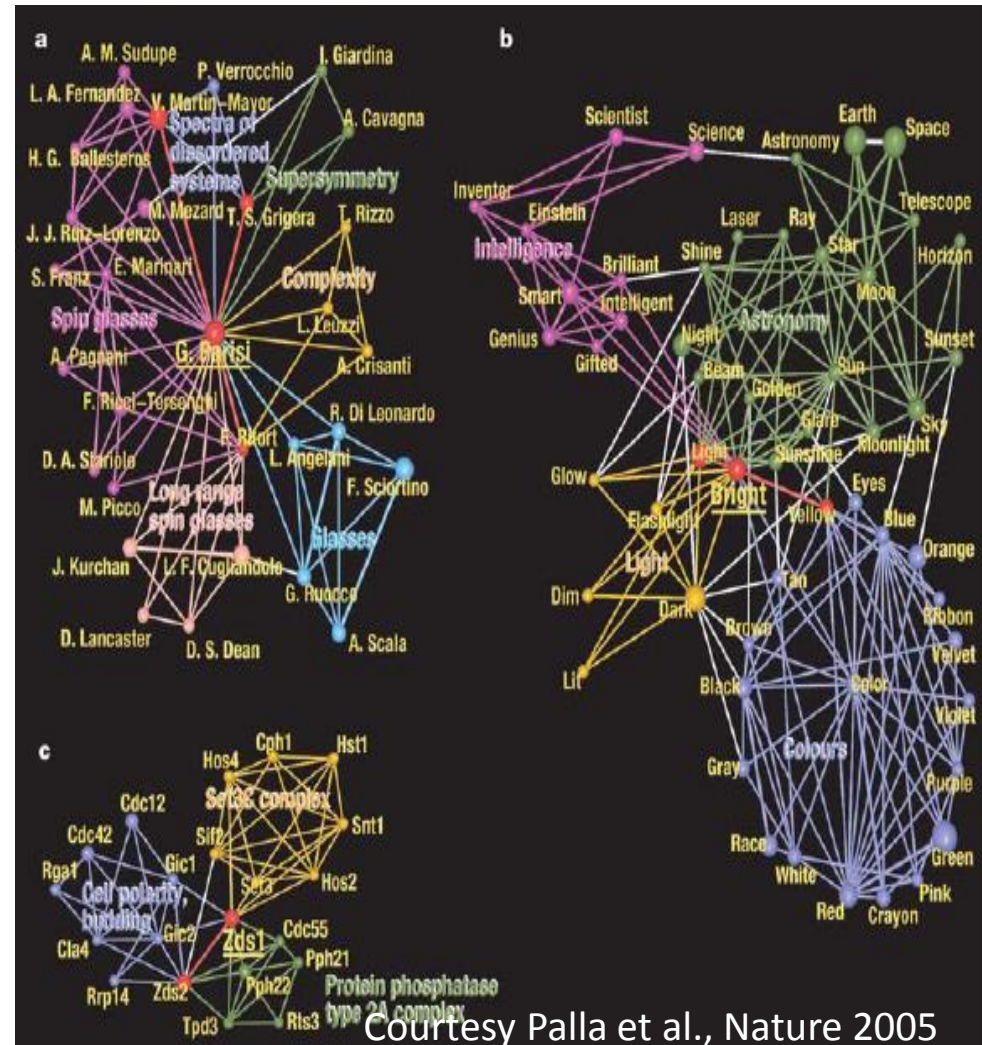 a
A. M. Sudupe
P. Verrocchio
I. Giardina
L. A. Fernandez
V. Martin-Mayor
Spectra of
disordered
systems
A. Cavagna
H. G. Ballesteros
Supersymmetry
M. Mezard
T. S. Grigera
T. Rizzo
J. J. Ruiz-Lorenzo
S. Franz
E. Marinari
Complexity
Spin glasses
L. Leuzzi
G. Parisi
A. Pagnani
A. Crisanti
F. Ricci-Tersenghi
R. Di Leonardo
F. Ritort
L. Angelani
D. A. Stariolo
F. Sciortino
M. Picco
Long-range
spin glasses
Glasses
J. Kurchan
L. F. Cugliandolo
G. Ruocco
D. Lancaster
D. S. Dean
A. Scala
b
Scientist
Science
Astronomy
Earth
Space
Inventor
Einstein
Telescope
Laser
Ray
Intelligence
Star
Horizon
Shine
Brilliant
Moon
Smart
Intelligent
Astronomy
Genius
Night
Sunset
Gifted
Beam
Sun
Golden
Glare
Sky
Moonlight
Light
Sunshine
Glow
Bright
Eyes
Flashlight
Yellow
Blue
Orange
Light
Tan
Dim
Dark
Ribbon
Brown
Velvet
Lit
Black
Color
Violet
Colours
Gray
Purple
Race
Green
White
Pink
Red
Crayon
c
Cph1
Hst1
Hos4
Set3C complex
Cdc12
Snt1
Cdc42
Sif2
Gic1
Rga1
Set3
Hos2
Cell polarity,
budding
Cdc55
Cla4
Gic2
Zds1
Pph21
Rrp14
Zds2
Pph22
Protein phosphatase
type 2A complex
Tpd3
Rts3
Courtesy Palla et al., Nature 2005